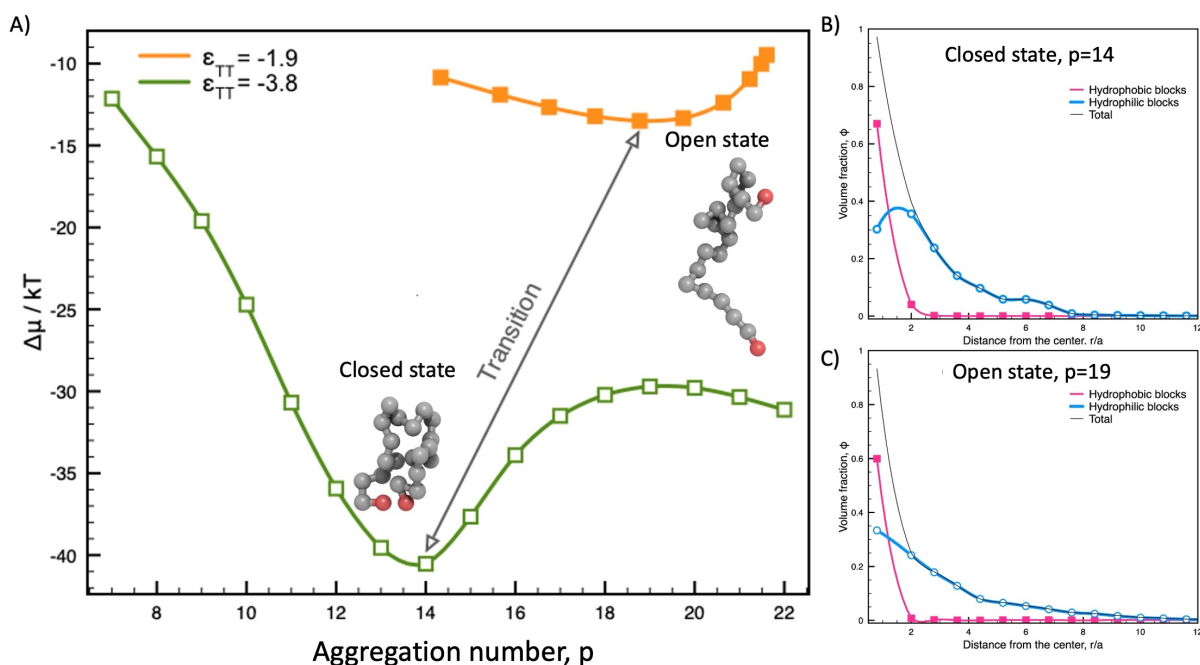 A)
ε_TT = -1.9
ε_TT = -3.8
-10
-15
-20
-25
-30
-35
-40
Δμ / kT
Open state
Transition
Closed state
8
10
12
14
16
18
20
22
Aggregation number, p
B)
Closed state, p=14
Hydrophobic blocks
Hydrophilic blocks
Total
1
0.8
0.6
0.4
0.2
0
Volume fraction, ϕ
2
4
6
8
10
12
Distance from the center, r/a
C)
Open state, p=19
Hydrophobic blocks
Hydrophilic blocks
Total
1
0.8
0.6
0.4
0.2
0
Volume fraction, ϕ
2
4
6
8
10
12
Distance from the center, r/a